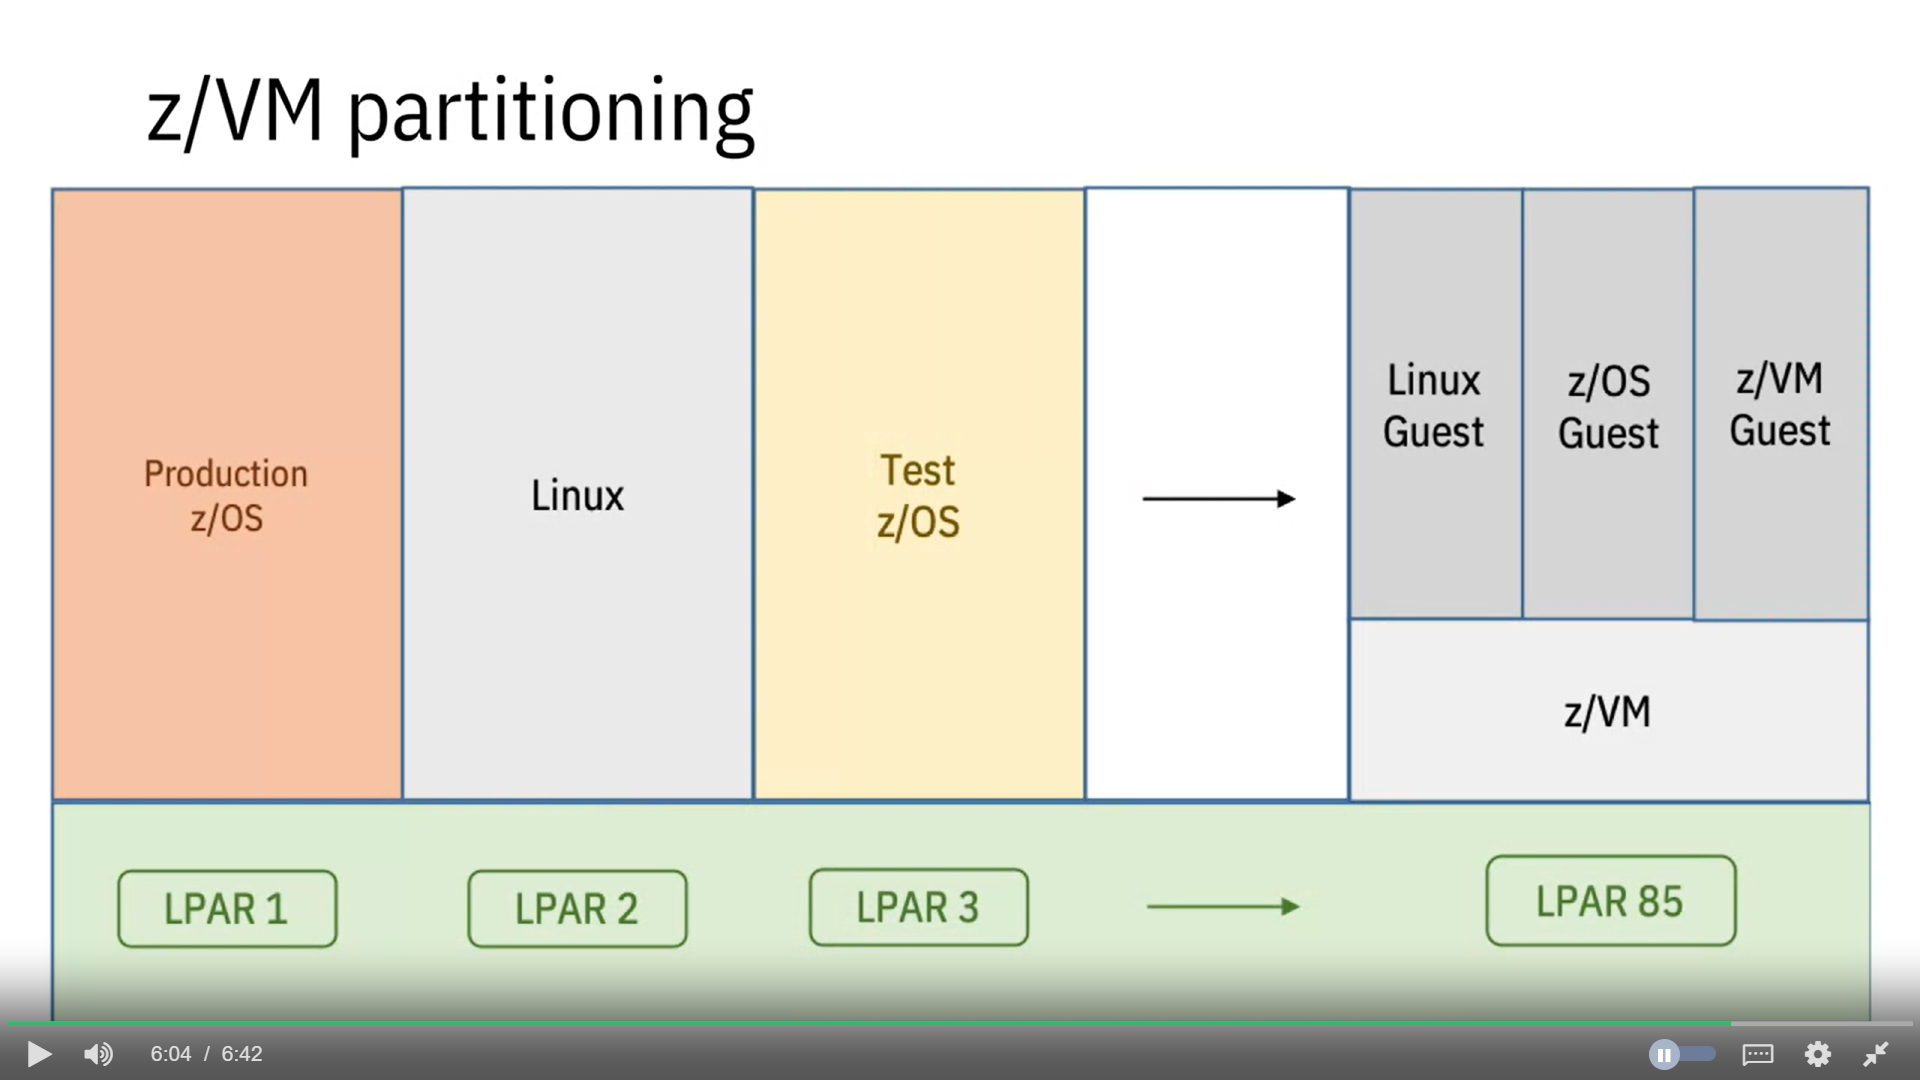 z/VM partitioning
Production
z/OS
Linux
Test
z/OS
Linux
Guest
z/OS
Guest
z/VM
Guest
z/VM
LPAR 1
LPAR 2
LPAR 3
LPAR 85
6:04 / 6:42